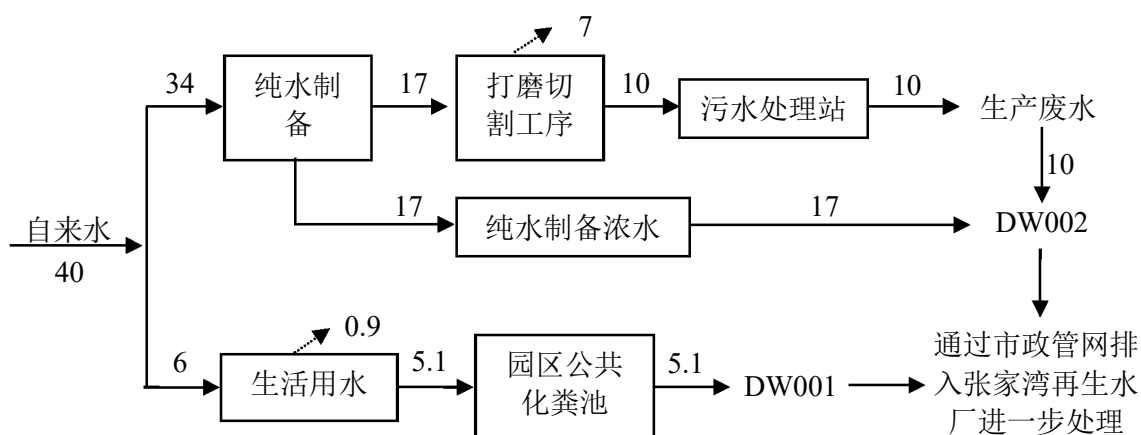 7
34
纯水制
备
17
打磨切
割工序
10
污水处理站
10
生产废水
10
17
纯水制备浓水
17
DW002
自来水
40
0.9
6
生活用水
5.1
园区公共
化粪池
5.1
DW001
通过市政管网排
入张家湾再生水
厂进一步处理